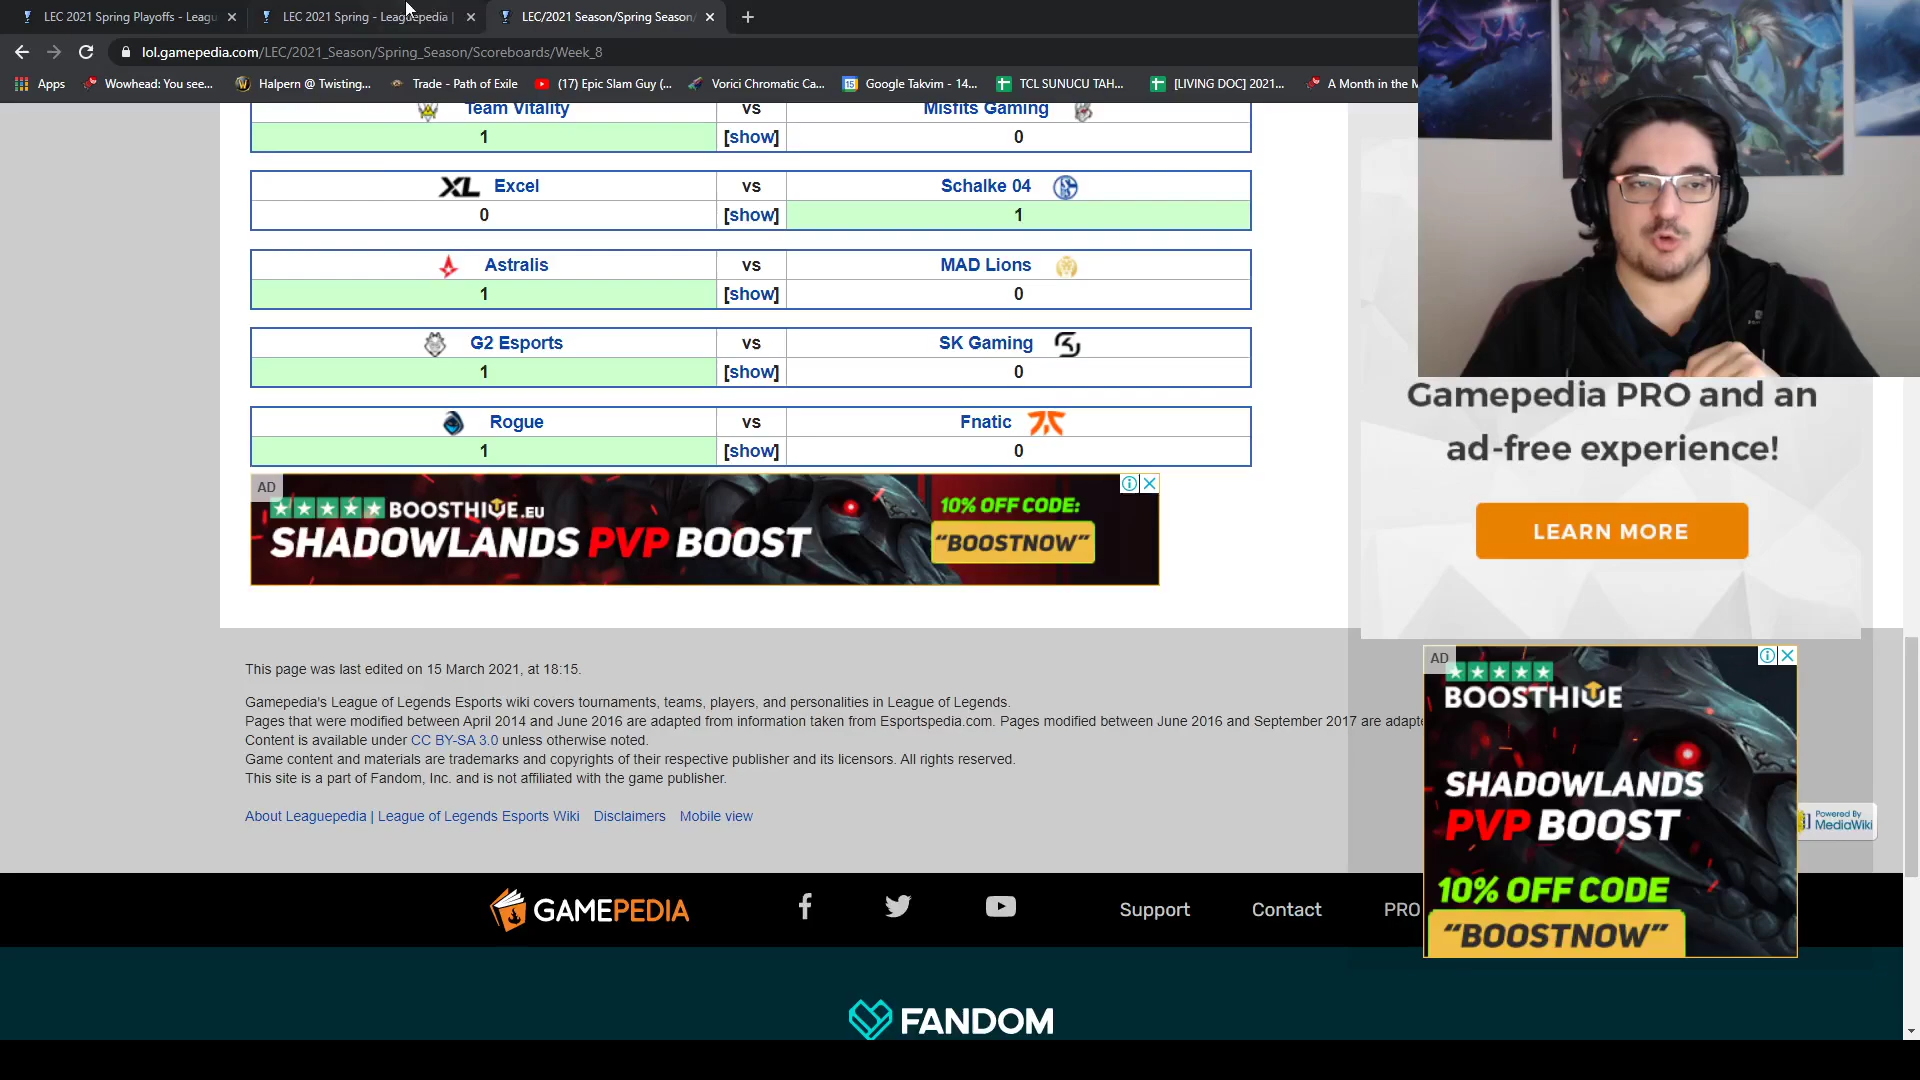 LEC 2021 Spring Playoffs - Leagu
LEC 2021 Spring - Leaguepedia |
LEC/2021 Season/Spring Season/
lol.gamepedia.com/LEC/2021_Season/Spring_Season/Scoreboards/Week_8
Apps Wowhead: You see... Halpern @ Twisting... Trade - Path of Exile (17) Epic Slam Guy (... Vorici Chromatic Ca... Google Takvim - 14... TCL SUNUCU TAH... [LIVING DOC] 2021... A Month in the M
Team Vitality vs Misfits Gaming
1 [show] 0
XL Excel vs Schalke 04
0 [show] 1
Astralis vs MAD Lions
1 [show] 0
G2 Esports vs SK Gaming
1 [show] 0
Rogue vs Fnatic
1 [show] 0
AD
BOOSTHIVE.EU
SHADOWLANDS PVP BOOST
10% OFF CODE:
"BOOSTNOW"
Gamepedia PRO and an
ad-free experience!
LEARN MORE
This page was last edited on 15 March 2021, at 18:15.
Gamepedia's League of Legends Esports wiki covers tournaments, teams, players, and personalities in League of Legends.
Pages that were modified between April 2014 and June 2016 are adapted from information taken from Esportspedia.com. Pages modified between June 2016 and September 2017 are adapte
Content is available under CC BY-SA 3.0 unless otherwise noted.
Game content and materials are trademarks and copyrights of their respective publisher and its licensors. All rights reserved.
This site is a part of Fandom, Inc. and is not affiliated with the game publisher.
About Leaguepedia | League of Legends Esports Wiki Disclaimers Mobile view
AD
BOOSTHIVE
SHADOWLANDS
PVP BOOST
10% OFF CODE
"BOOSTNOW"
Powered By
MediaWiki
GAMEPEDIA
Support Contact PRO
FANDOM